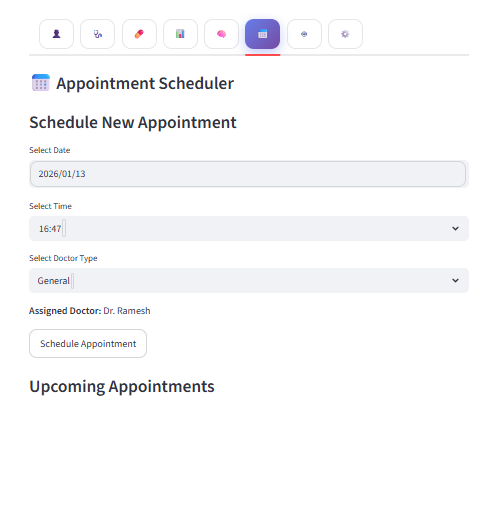 Appointment Scheduler
Schedule New Appointment
Select Date
2026/01/13
Select Time
16:47
Select Doctor Type
General
Assigned Doctor: Dr. Ramesh
Schedule Appointment
Upcoming Appointments